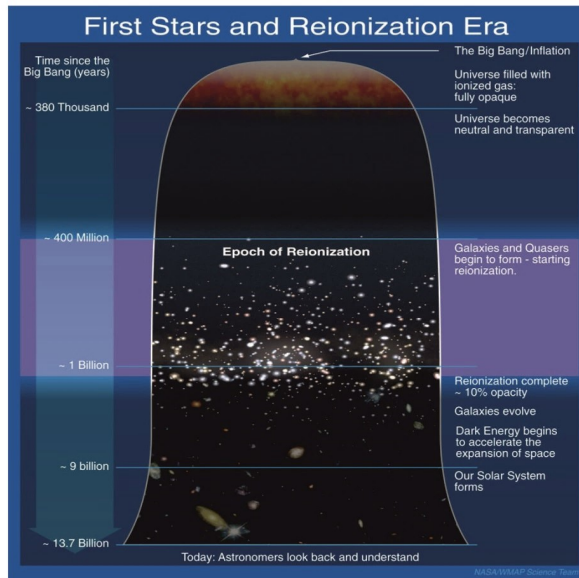 First Stars and Reionization Era
Time since the
Big Bang (years)
The Big Bang/Inflation
Universe filled with
ionized gas:
fully opaque
~ 380 Thousand
Universe becomes
neutral and transparent
~ 400 Million
Epoch of Reionization
Galaxies and Quasers
begin to form - starting
reionization.
~ 1 Billion
Reionization complete
~ 10% opacity
Galaxies evolve
Dark Energy begins
to accelerate the
expansion of space
~ 9 billion
Our Solar System
forms
~ 13.7 Billion
Today: Astronomers look back and understand
NASA/WMAP Science Team